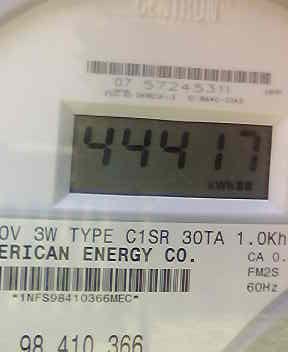 CENTRON
07 57245311
44417
0V 3W TYPE C1SR 30TA 1.0Kh
ERICAN ENERGY CO.
CA 0.
FM2S
60Hz
*1NFS98410366MEC*
98 410 366